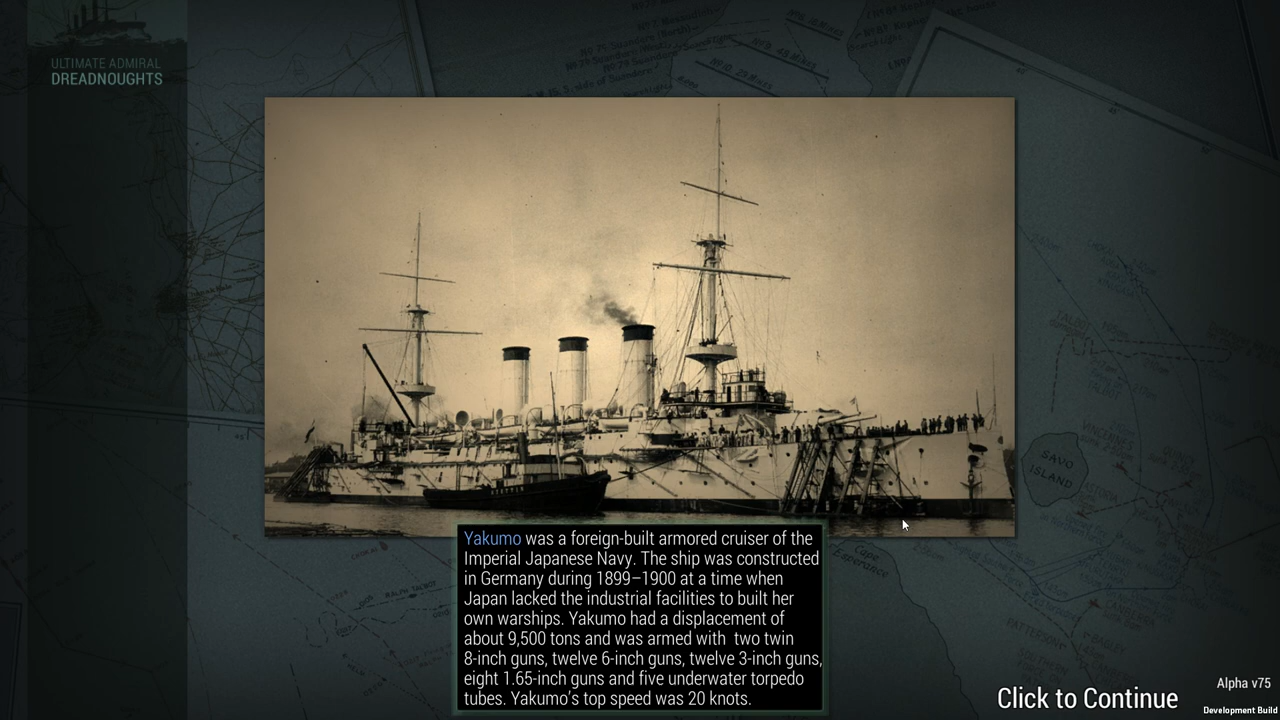 ULTIMATE ADMIRAL
DREADNOUGHTS
SAVO
ISLAND
Cape
Esperance
RALPH TALBOT
Yakumo was a foreign-built armored cruiser of the
Imperial Japanese Navy. The ship was constructed
in Germany during 1899–1900 at a time when
Japan lacked the industrial facilities to built her
own warships. Yakumo had a displacement of
about 9,500 tons and was armed with  two twin
8-inch guns, twelve 6-inch guns, twelve 3-inch guns,
eight 1.65-inch guns and five underwater torpedo
tubes. Yakumo's top speed was 20 knots.
Click to Continue
Alpha v75
Development Build